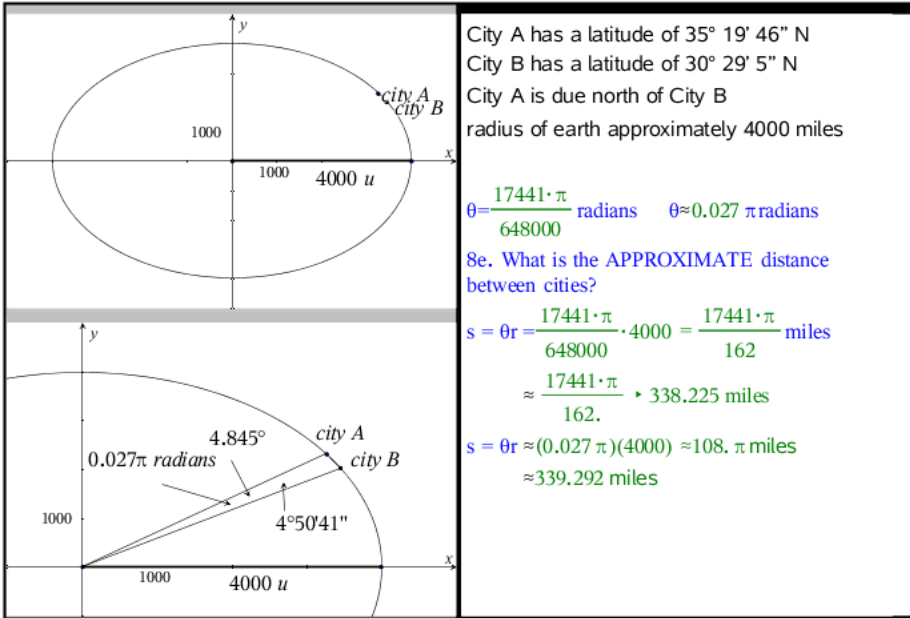 y
city A
city B
1000
x
1000
4000 u
y
city A
4.845°
city B
0.027π radians
4°50'41"
1000
x
1000
4000 u
City A has a latitude of 35° 19' 46" N
City B has a latitude of 30° 29' 5" N
City A is due north of City B
radius of earth approximately 4000 miles
θ=17441·π/648000 radians θ≈0.027 π radians
8e. What is the APPROXIMATE distance
between cities?
s = θr = 17441·π/648000 ·4000 = 17441·π/162 miles
≈ 17441·π/162. ▸ 338.225 miles
s = θr ≈(0.027 π)(4000) ≈108. π miles
≈339.292 miles